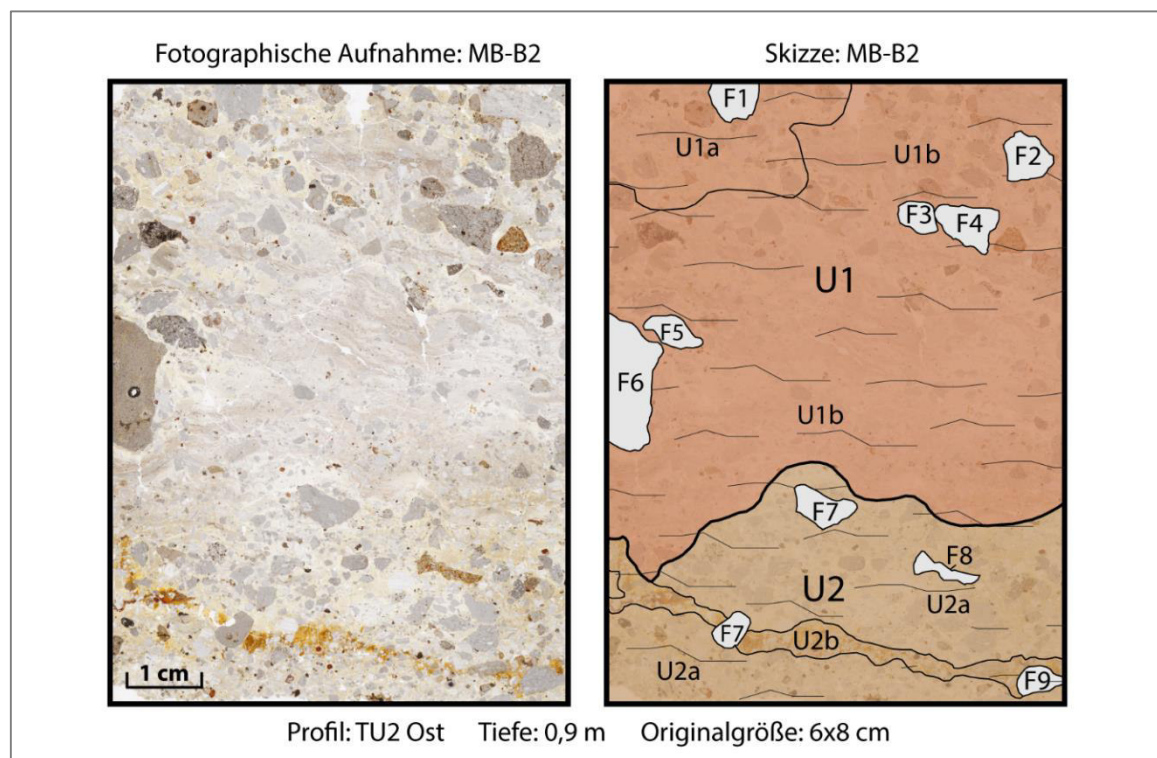 Fotographische Aufnahme: MB-B2
Skizze: MB-B2
F1
U1a
U1b
F2
F3
F4
U1
F5
F6
U1b
F7
F8
U2
U2a
F7
U2b
U2a
F9
1 cm
Profil: TU2 Ost Tiefe: 0,9 m Originalgröße: 6x8 cm